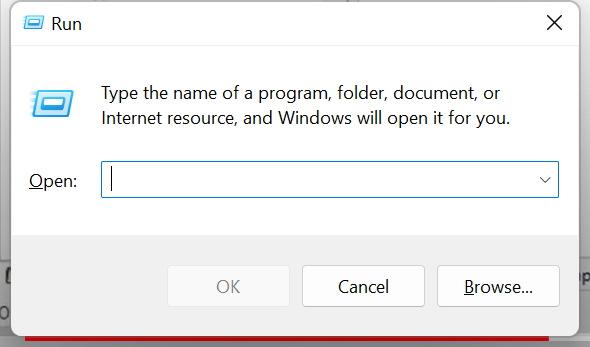 Run
Type the name of a program, folder, document, or
Internet resource, and Windows will open it for you.
Open:
OK
Cancel
Browse...